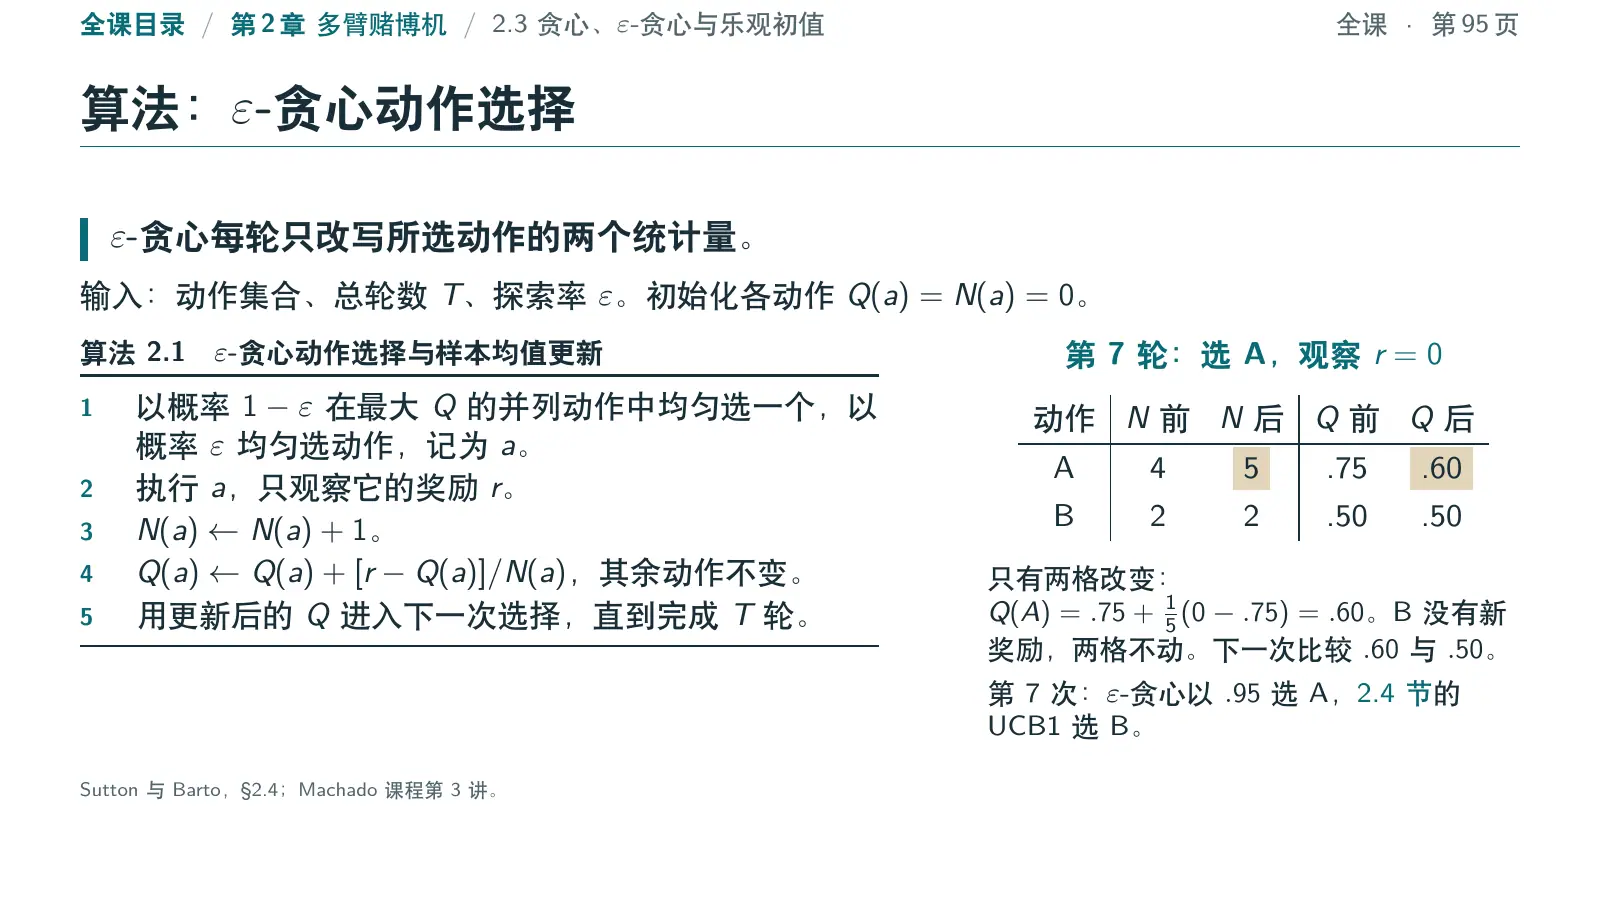 全课目录 / 第 2 章 多臂赌博机 / 2.3 贪心、ε-贪心与乐观初值
全课 · 第 95 页
算法：ε-贪心动作选择
ε-贪心每轮只改写所选动作的两个统计量。
输入：动作集合、总轮数 T、探索率 ε。初始化各动作 Q(a) = N(a) = 0。
算法 2.1 ε-贪心动作选择与样本均值更新
1 以概率 1 − ε 在最大 Q 的并列动作中均匀选一个，以
概率 ε 均匀选动作，记为 a。
2 执行 a，只观察它的奖励 r。
3 N(a) ← N(a) + 1。
4 Q(a) ← Q(a) + [r − Q(a)]/N(a)，其余动作不变。
5 用更新后的 Q 进入下一次选择，直到完成 T 轮。
第 7 轮：选 A，观察 r = 0
动作 N 前 N 后 Q 前 Q 后
A 4 5 .75 .60
B 2 2 .50 .50
只有两格改变：
Q(A) = .75 + 1/5(0 − .75) = .60。B 没有新
奖励，两格不动。下一次比较 .60 与 .50。
第 7 次：ε-贪心以 .95 选 A，2.4 节的
UCB1 选 B。
Sutton 与 Barto，§2.4；Machado 课程第 3 讲。